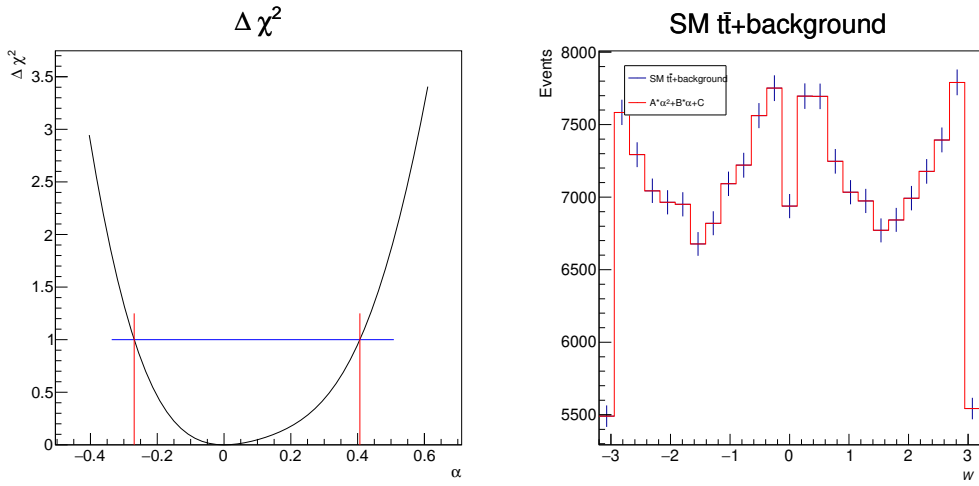 Δ χ²
Δ χ²
3.5
3
2.5
2
1.5
1
0.5
0
−0.4 −0.2 0 0.2 0.4 0.6
α
SM tt̄+background
Events
8000
7500
7000
6500
6000
5500
SM tt̄+background
A*α²+B*α+C
−3 −2 −1 0 1 2 3
w